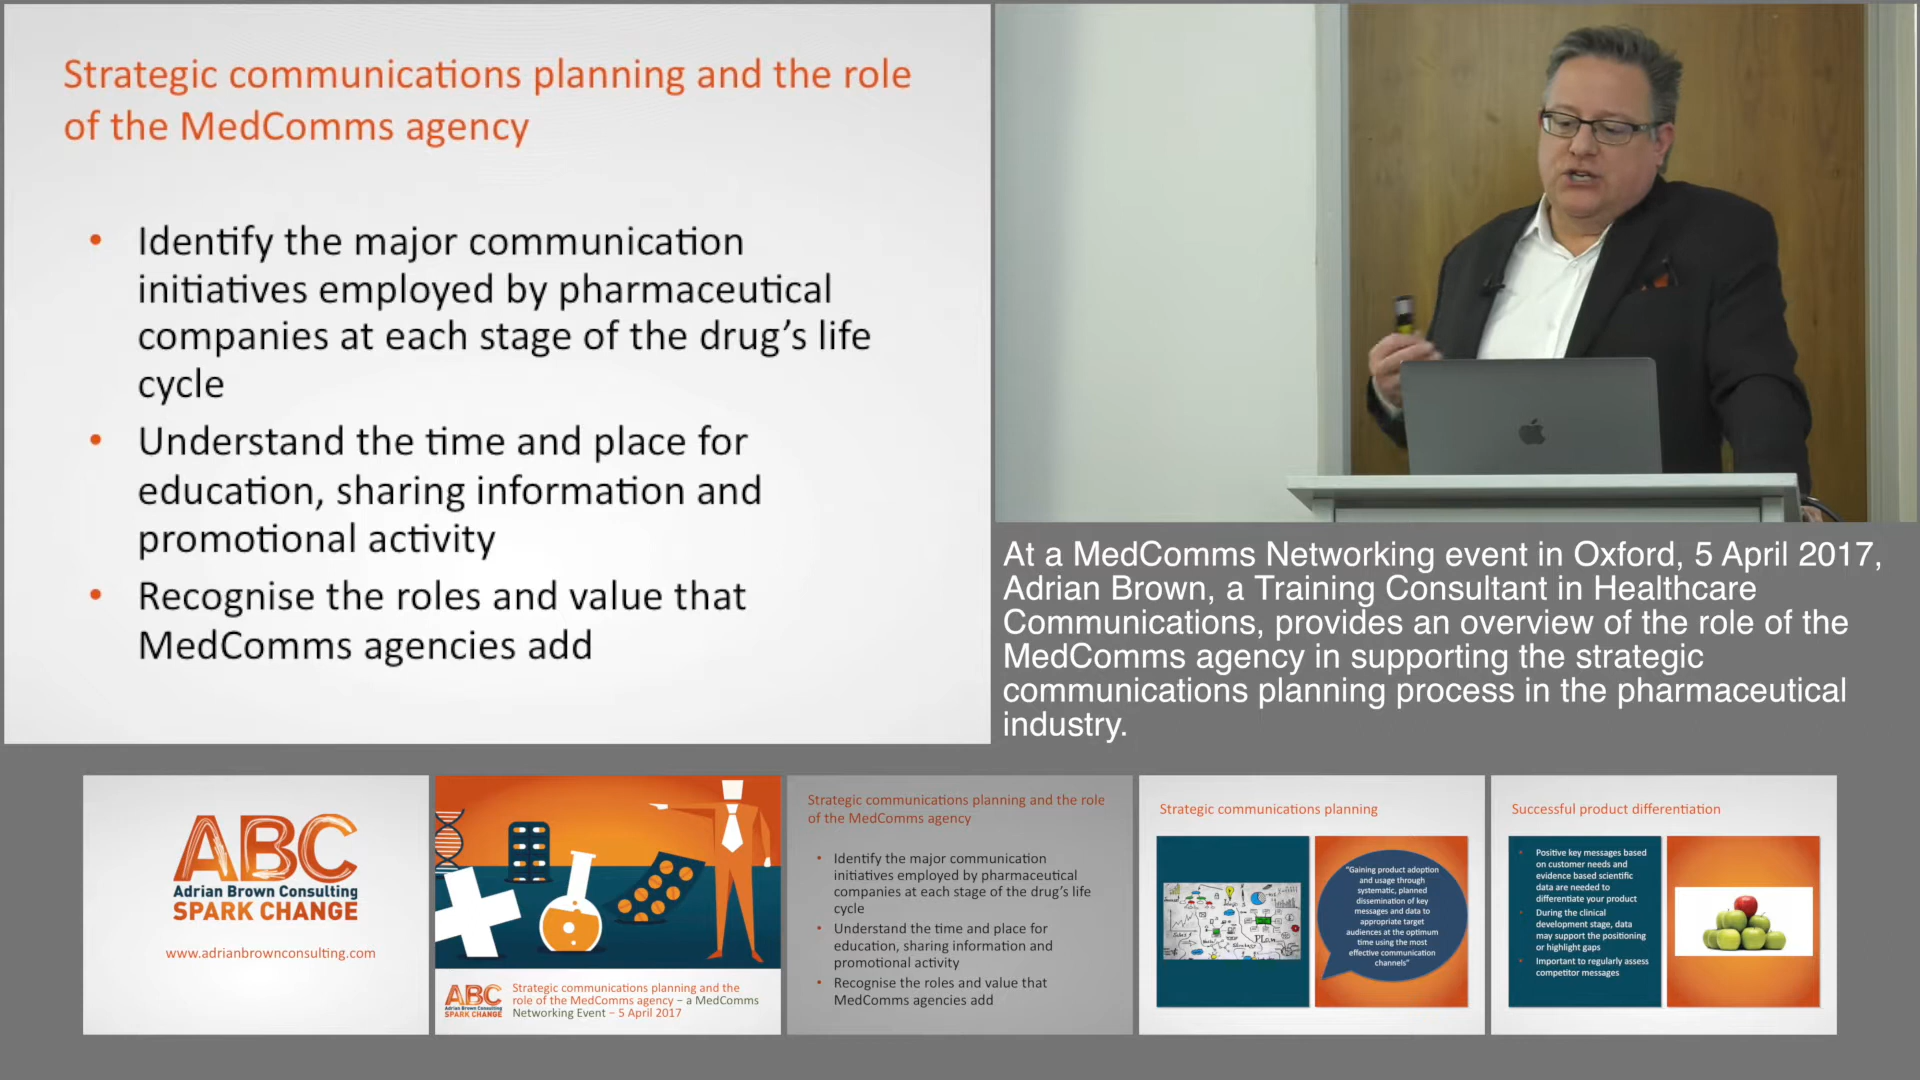 Strategic communications planning and the role
of the MedComms agency
• Identify the major communication
initiatives employed by pharmaceutical
companies at each stage of the drug's life
cycle
• Understand the time and place for
education, sharing information and
promotional activity
• Recognise the roles and value that
MedComms agencies add
At a MedComms Networking event in Oxford, 5 April 2017,
Adrian Brown, a Training Consultant in Healthcare
Communications, provides an overview of the role of the
MedComms agency in supporting the strategic
communications planning process in the pharmaceutical
industry.
ABC
Adrian Brown Consulting
SPARK CHANGE
www.adrianbrownconsulting.com
ABC
Adrian Brown Consulting
SPARK CHANGE
Strategic communications planning and the
role of the MedComms agency – a MedComms
Networking Event – 5 April 2017
Strategic communications planning and the role
of the MedComms agency
• Identify the major communication
initiatives employed by pharmaceutical
companies at each stage of the drug's life
cycle
• Understand the time and place for
education, sharing information and
promotional activity
• Recognise the roles and value that
MedComms agencies add
Strategic communications planning
PLan
"Gaining product adoption
and usage through
systematic, planned
dissemination of key
messages and data to
appropriate target
audiences at the optimum
time using the most
effective communication
channels"
Successful product differentiation
• Positive key messages based
on customer needs and
evidence based scientific
data are needed to
differentiate your product
• During the clinical
development stage, data
may support the positioning
or highlight gaps
• Important to regularly assess
competitor messages